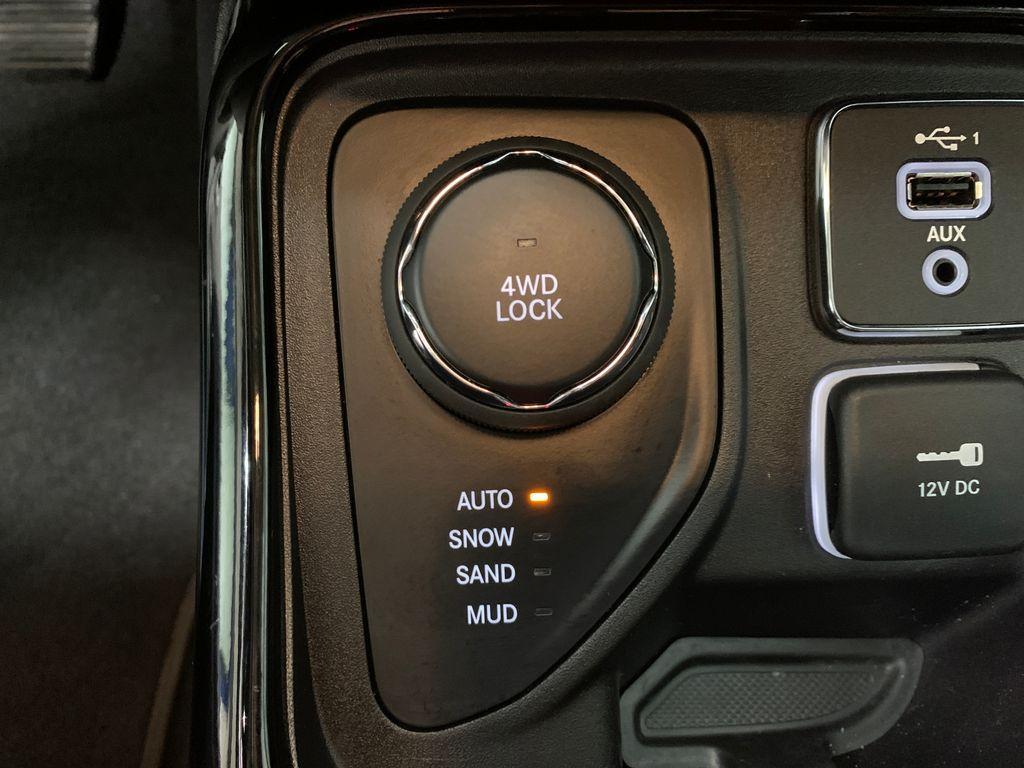 4WD
LOCK
AUTO
SNOW
SAND
MUD
1
AUX
12V DC